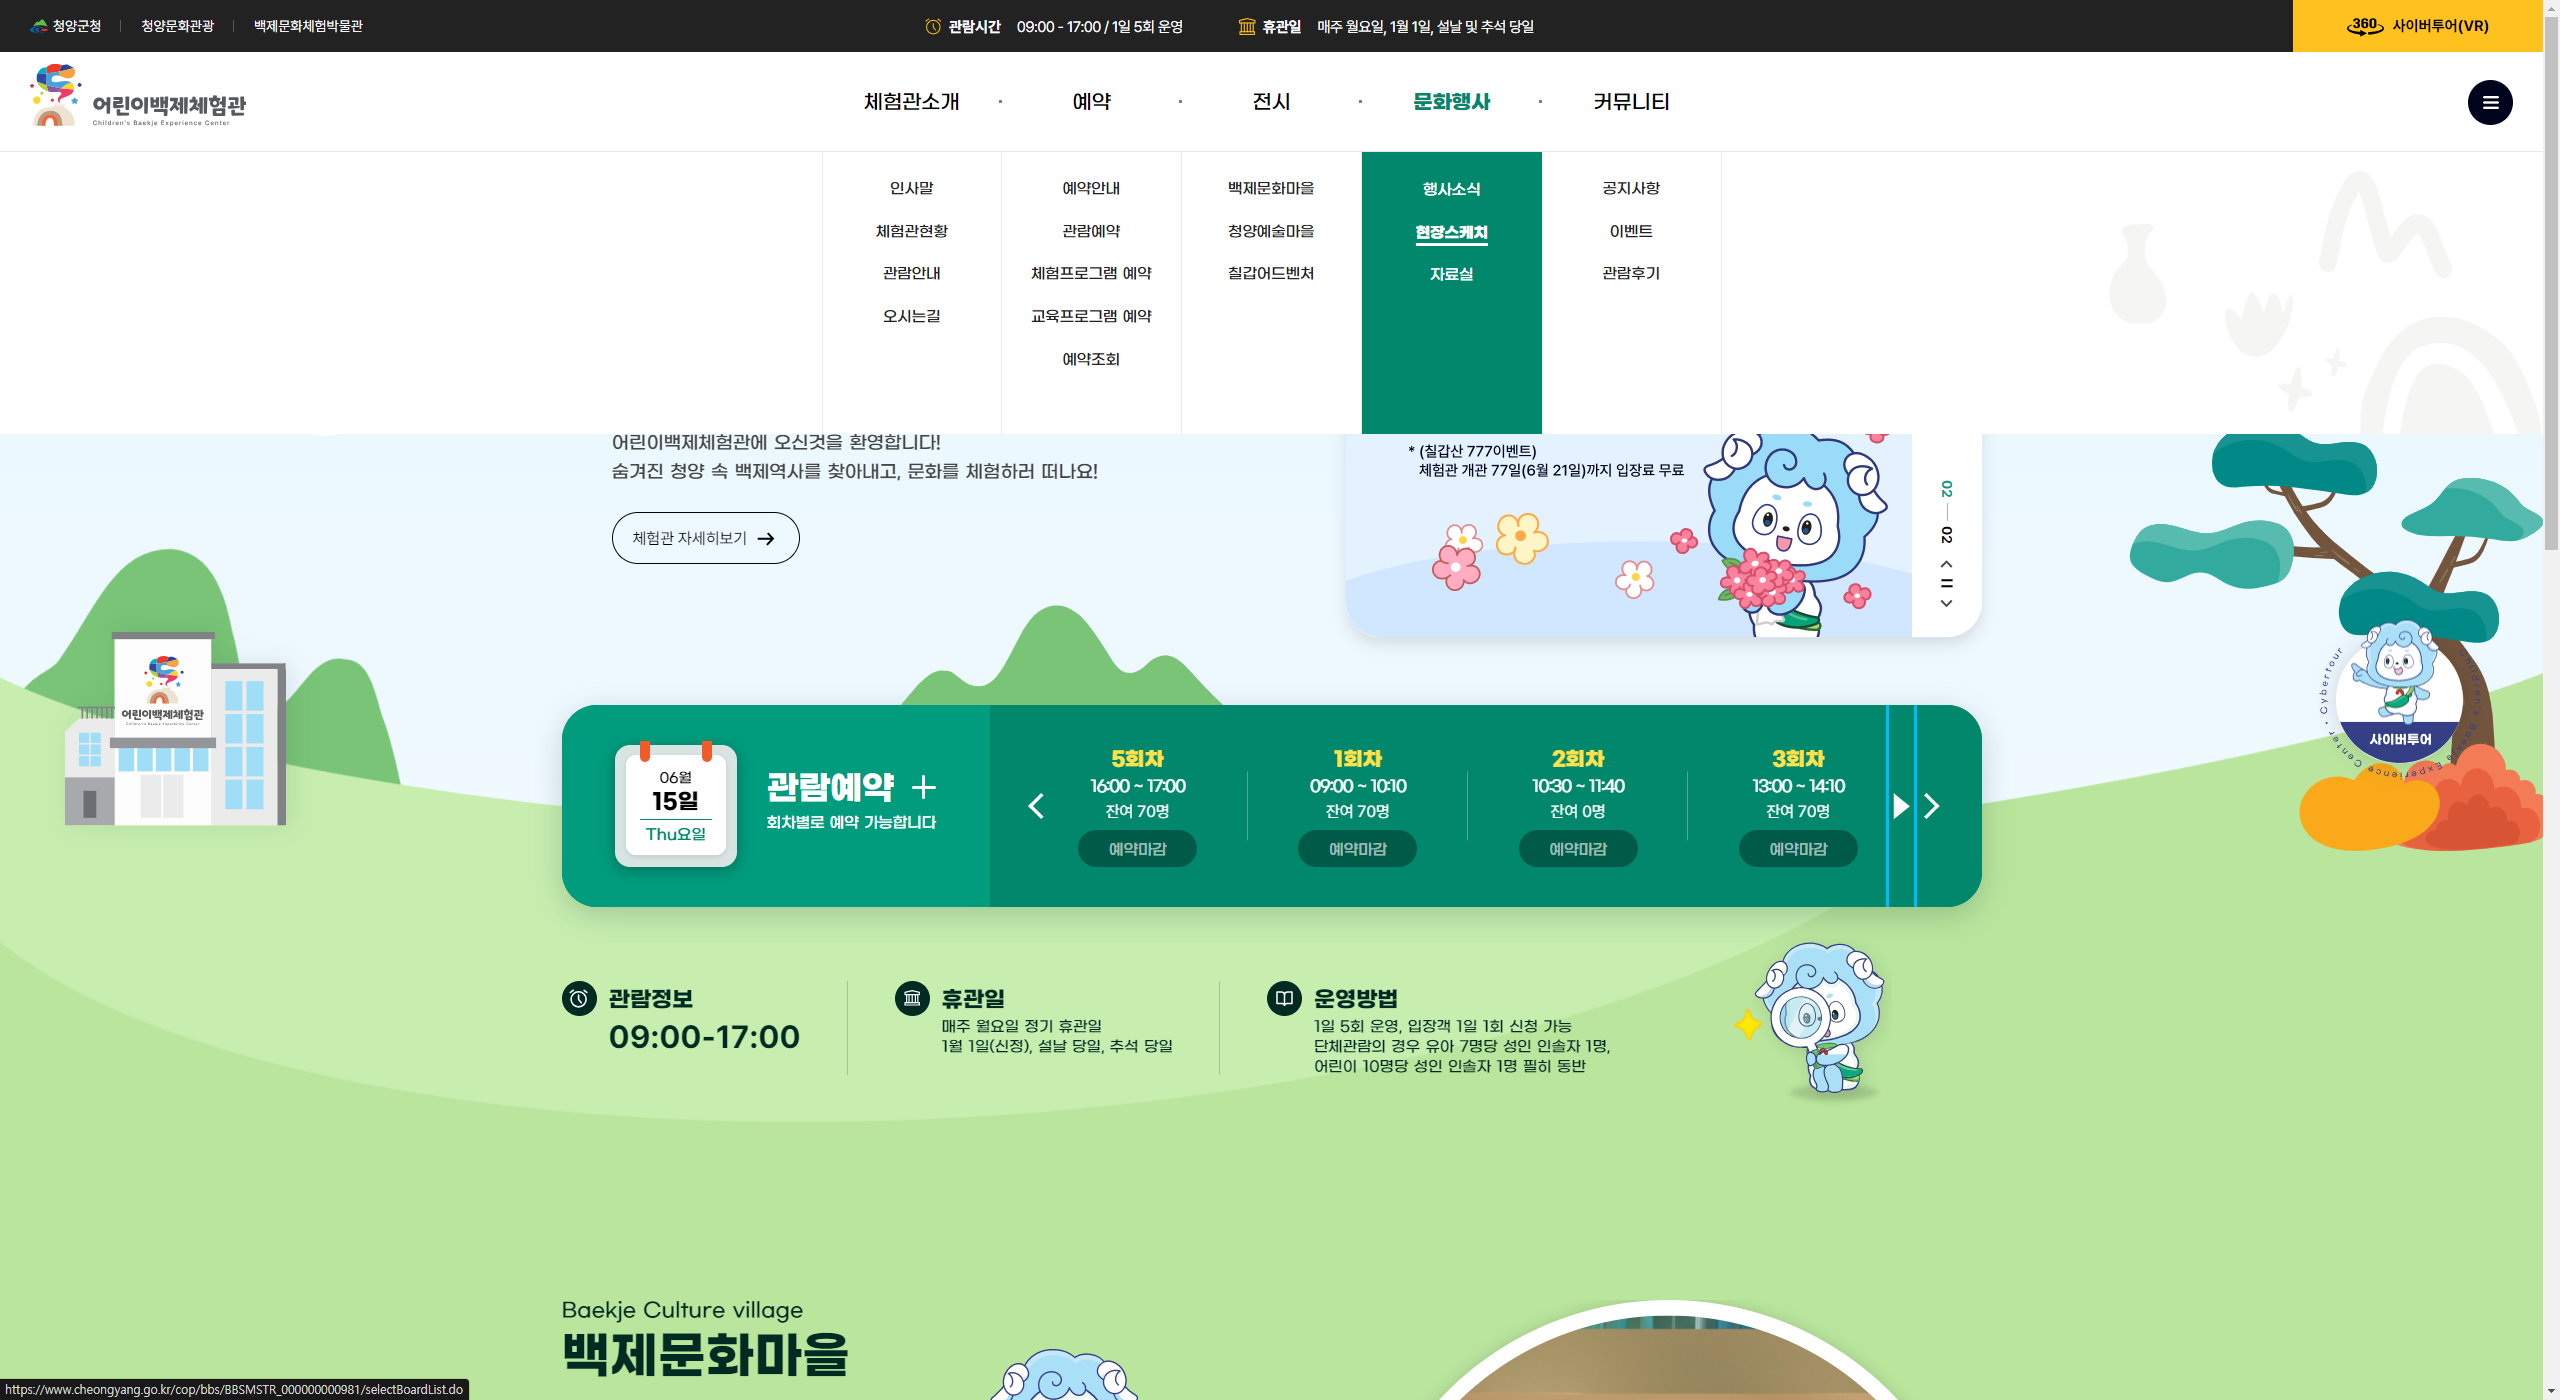 청양군청
청양문화관광
백제문화체험박물관
관람시간 09:00 - 17:00 / 1일 5회 운영
휴관일 매주 월요일, 1월 1일, 설날 및 추석 당일
360 사이버투어(VR)
어린이백제체험관
Children's Baekje Experience Center
체험관소개
예약
전시
문화행사
커뮤니티
인사말
체험관현황
관람안내
오시는길
예약안내
관람예약
체험프로그램 예약
교육프로그램 예약
예약조회
백제문화마을
청양예술마을
칠갑어드벤처
행사소식
현장스케치
자료실
공지사항
이벤트
관람후기
어린이백제체험관에 오신것을 환영합니다!
숨겨진 청양 속 백제역사를 찾아내고, 문화를 체험하러 떠나요!
체험관 자세히보기
* (칠갑산 777이벤트)
체험관 개관 77일(6월 21일)까지 입장료 무료
02
02
어린이백제체험관
Children's Baekje Experience Center
Children's Baekje Experience Center • Cybertour
사이버투어
06월
15일
Thu요일
관람예약
회차별로 예약 가능합니다
5회차
16:00 ~ 17:00
잔여 70명
예약마감
1회차
09:00 ~ 10:10
잔여 70명
예약마감
2회차
10:30 ~ 11:40
잔여 0명
예약마감
3회차
13:00 ~ 14:10
잔여 70명
예약마감
관람정보
09:00-17:00
휴관일
매주 월요일 정기 휴관일
1월 1일(신정), 설날 당일, 추석 당일
운영방법
1일 5회 운영, 입장객 1일 1회 신청 가능
단체관람의 경우 유아 7명당 성인 인솔자 1명,
어린이 10명당 성인 인솔자 1명 필히 동반
Baekje Culture village
백제문화마을
https://www.cheongyang.go.kr/cop/bbs/BBSMSTR_000000000981/selectBoardList.do